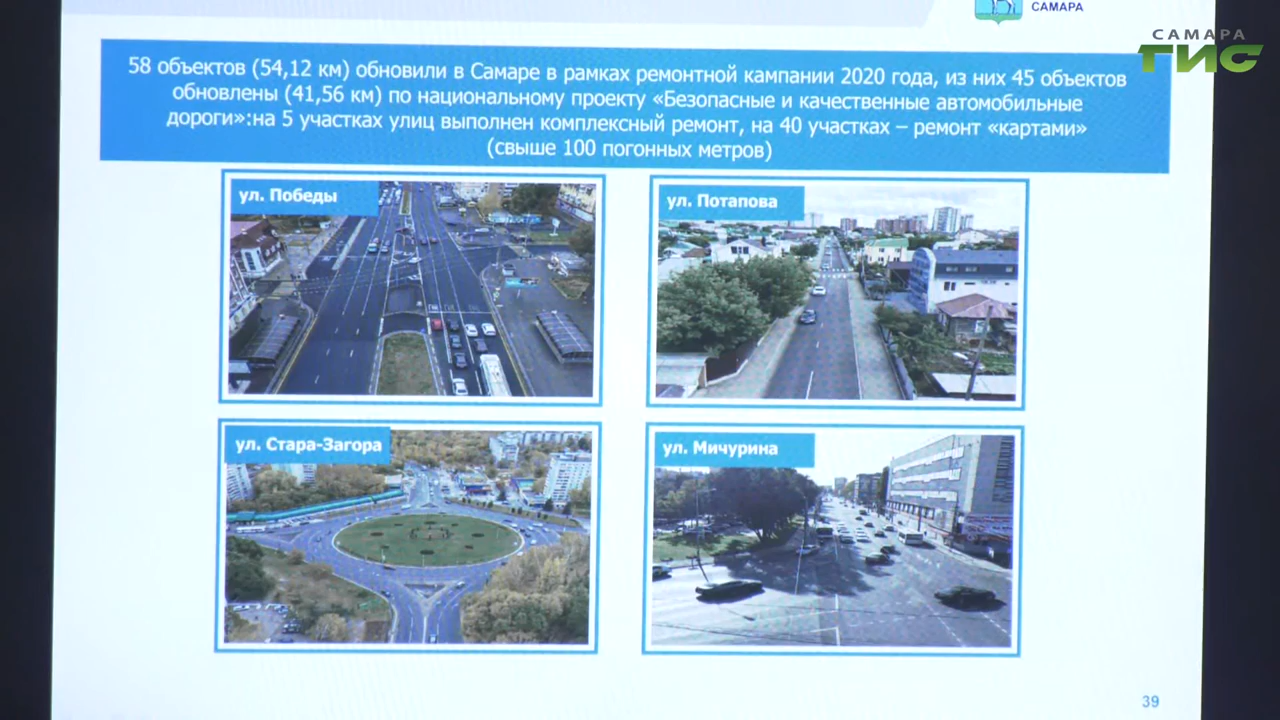 САМАРА
САМАРА
ТИС
58 объектов (54,12 км) обновили в Самаре в рамках ремонтной кампании 2020 года, из них 45 объектов
обновлены (41,56 км) по национальному проекту «Безопасные и качественные автомобильные
дороги»:на 5 участках улиц выполнен комплексный ремонт, на 40 участках – ремонт «картами»
(свыше 100 погонных метров)
ул. Победы
ул. Потапова
ул. Стара-Загора
ул. Мичурина
39